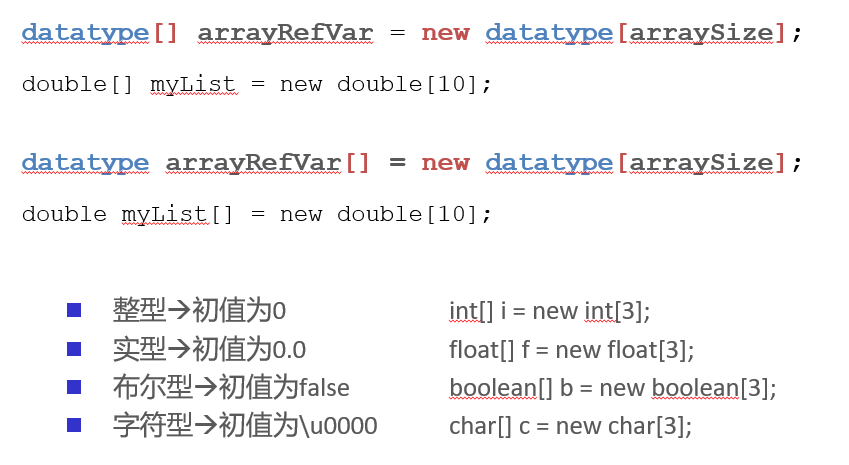 datatype[] arrayRefVar = new datatype[arraySize];
double[] myList = new double[10];
datatype arrayRefVar[] = new datatype[arraySize];
double myList[] = new double[10];
整型→初值为0 int[] i = new int[3];
实型→初值为0.0 float[] f = new float[3];
布尔型→初值为false boolean[] b = new boolean[3];
字符型→初值为\u0000 char[] c = new char[3];